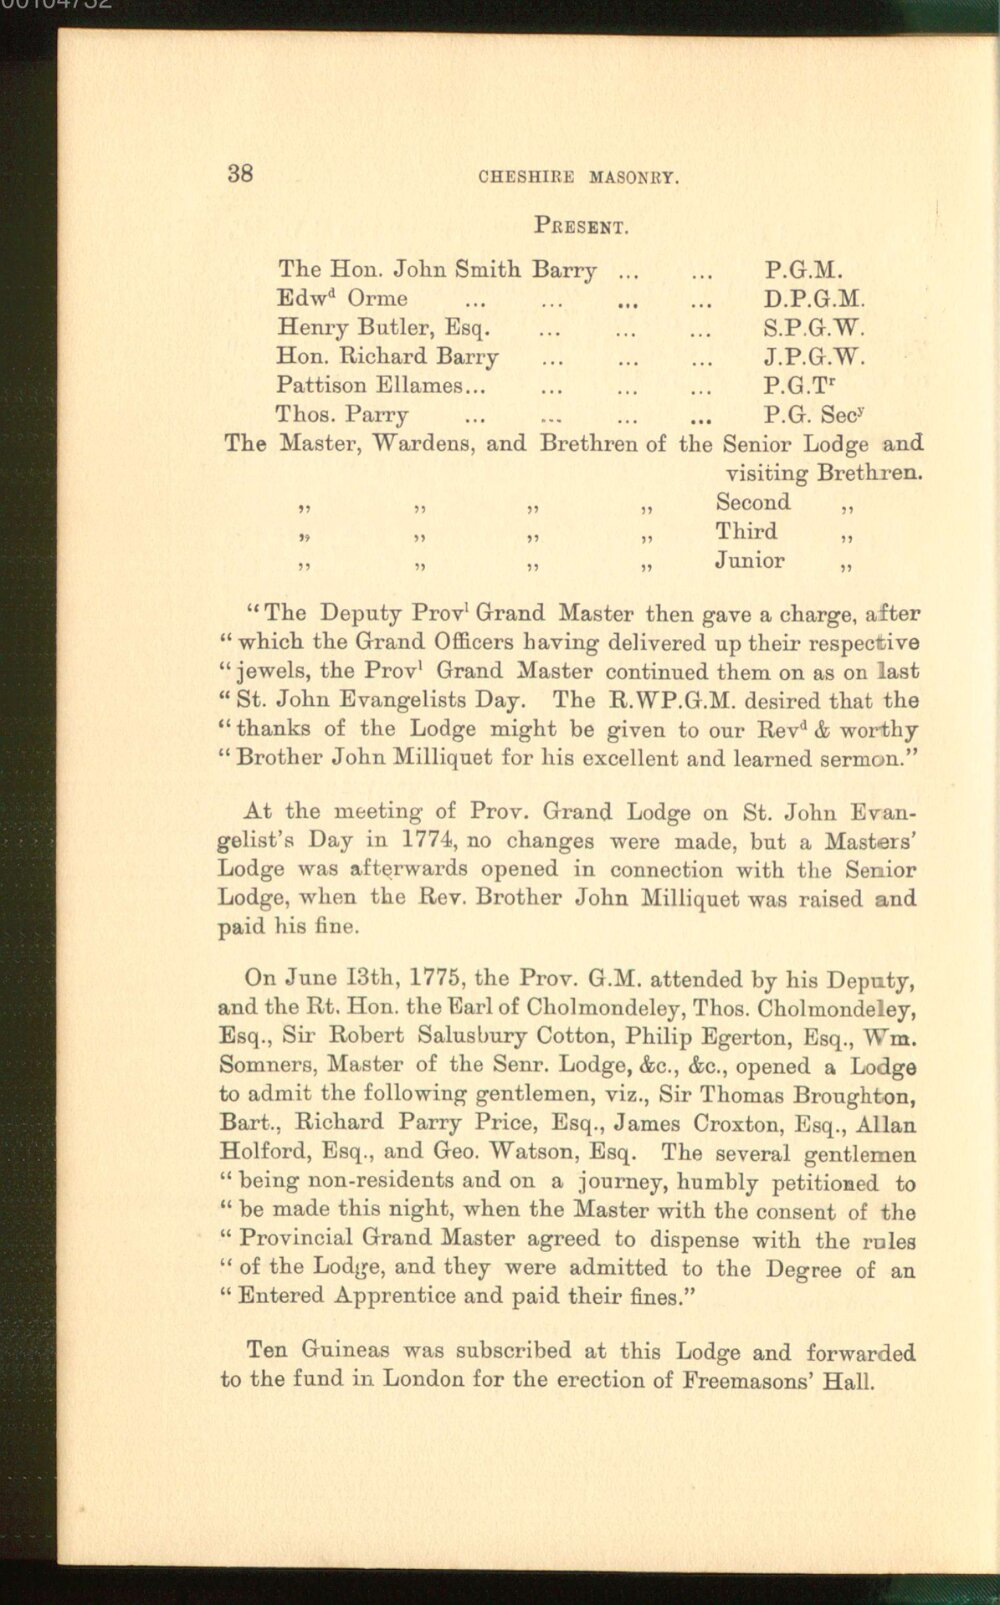 38 CHESHIRE MASONRY.
PRESENT.
The Hon. John Smith Barry ... ... P.G.M.
Edwᵈ Orme ... ... ... ... D.P.G.M.
Henry Butler, Esq. ... ... ... S.P.G.W.
Hon. Richard Barry ... ... ... J.P.G.W.
Pattison Ellames... ... ... ... P.G.Tʳ
Thos. Parry ... ... ... ... P.G. Secʸ
The Master, Wardens, and Brethren of the Senior Lodge and
visiting Brethren.
,, ,, ,, ,, Second ,,
,, ,, ,, ,, Third ,,
,, ,, ,, ,, Junior ,,
“The Deputy Provˡ Grand Master then gave a charge, after
“which the Grand Officers having delivered up their respective
“jewels, the Provˡ Grand Master continued them on as on last
“St. John Evangelists Day. The R.WP.G.M. desired that the
“thanks of the Lodge might be given to our Revᵈ & worthy
“Brother John Milliquet for his excellent and learned sermon.”
At the meeting of Prov. Grand Lodge on St. John Evan-
gelist’s Day in 1774, no changes were made, but a Masters’
Lodge was afterwards opened in connection with the Senior
Lodge, when the Rev. Brother John Milliquet was raised and
paid his fine.
On June 13th, 1775, the Prov. G.M. attended by his Deputy,
and the Rt. Hon. the Earl of Cholmondeley, Thos. Cholmondeley,
Esq., Sir Robert Salusbury Cotton, Philip Egerton, Esq., Wm.
Somners, Master of the Senr. Lodge, &c., &c., opened a Lodge
to admit the following gentlemen, viz., Sir Thomas Broughton,
Bart., Richard Parry Price, Esq., James Croxton, Esq., Allan
Holford, Esq., and Geo. Watson, Esq. The several gentlemen
“being non-residents and on a journey, humbly petitioned to
“be made this night, when the Master with the consent of the
“Provincial Grand Master agreed to dispense with the rules
“of the Lodge, and they were admitted to the Degree of an
“Entered Apprentice and paid their fines.”
Ten Guineas was subscribed at this Lodge and forwarded
to the fund in London for the erection of Freemasons’ Hall.